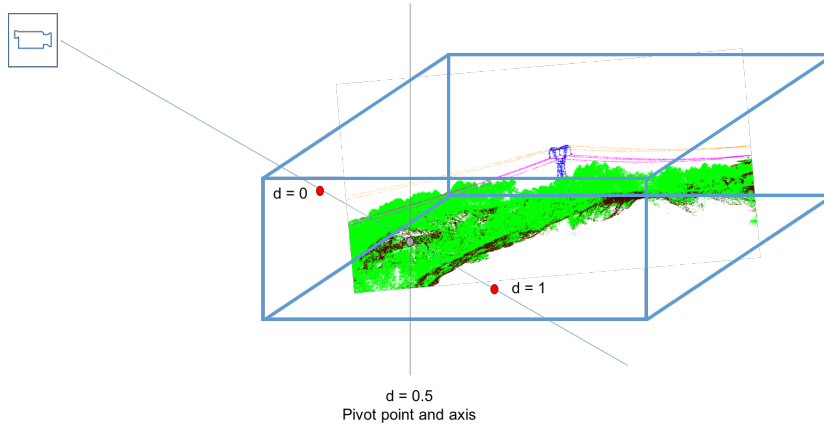 d = 0
d = 1
d = 0.5
Pivot point and axis